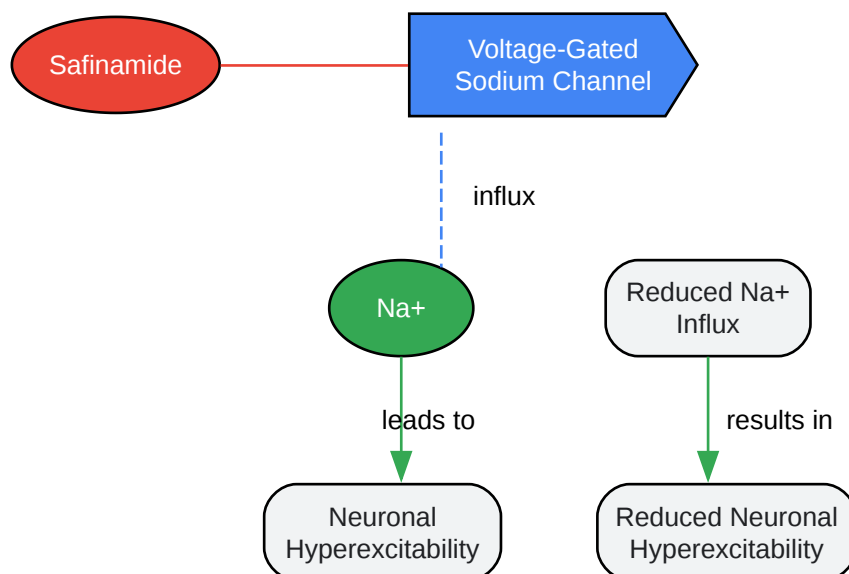 Safinamide
Voltage-Gated
Sodium Channel
influx
Na+
Reduced Na+
Influx
leads to
results in
Neuronal
Hyperexcitability
Reduced Neuronal
Hyperexcitability